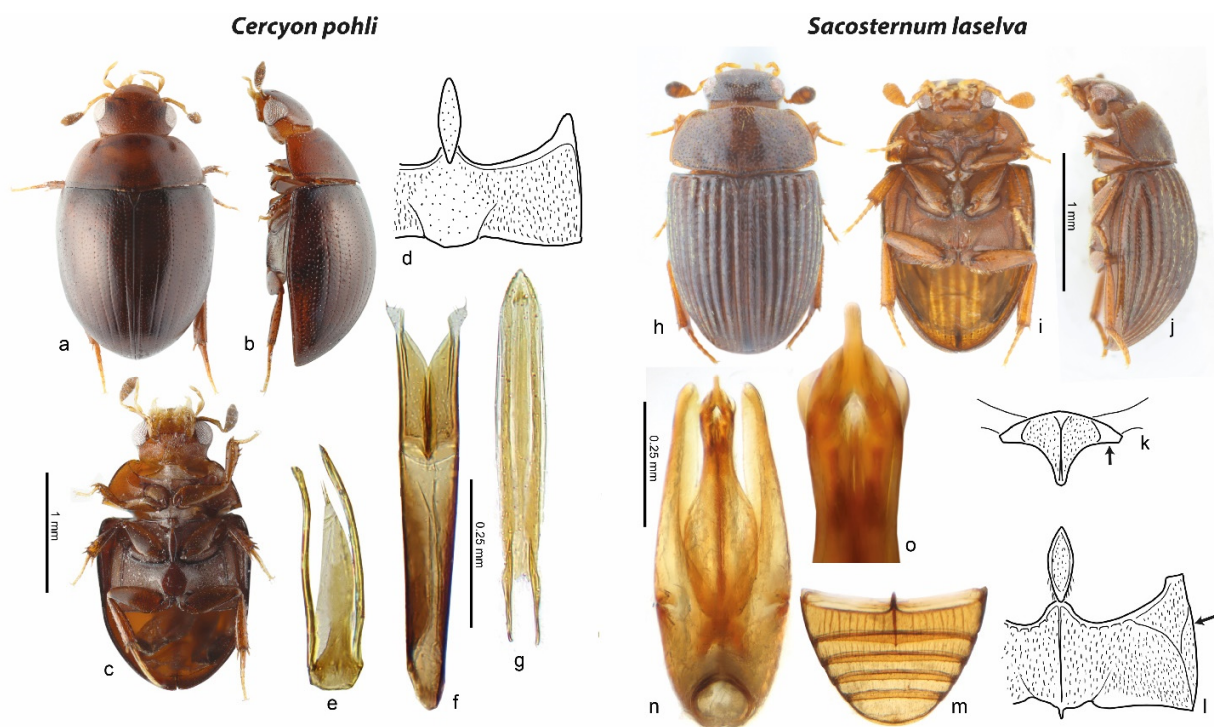 Cercyon pohli
Sacosternum laselva
a
b
d
h
i
j
1 mm
c
1 mm
e
f
0.25 mm
g
0.25 mm
n
o
k
m
l